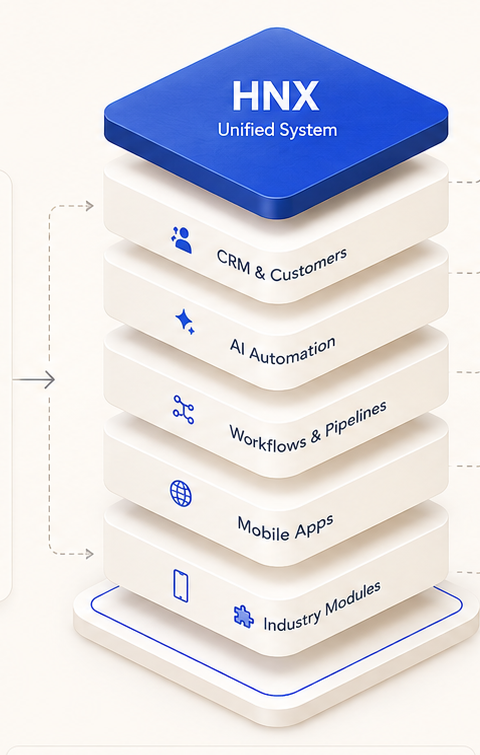 HNX
Unified System
CRM & Customers
AI Automation
Workflows & Pipelines
Mobile Apps
Industry Modules